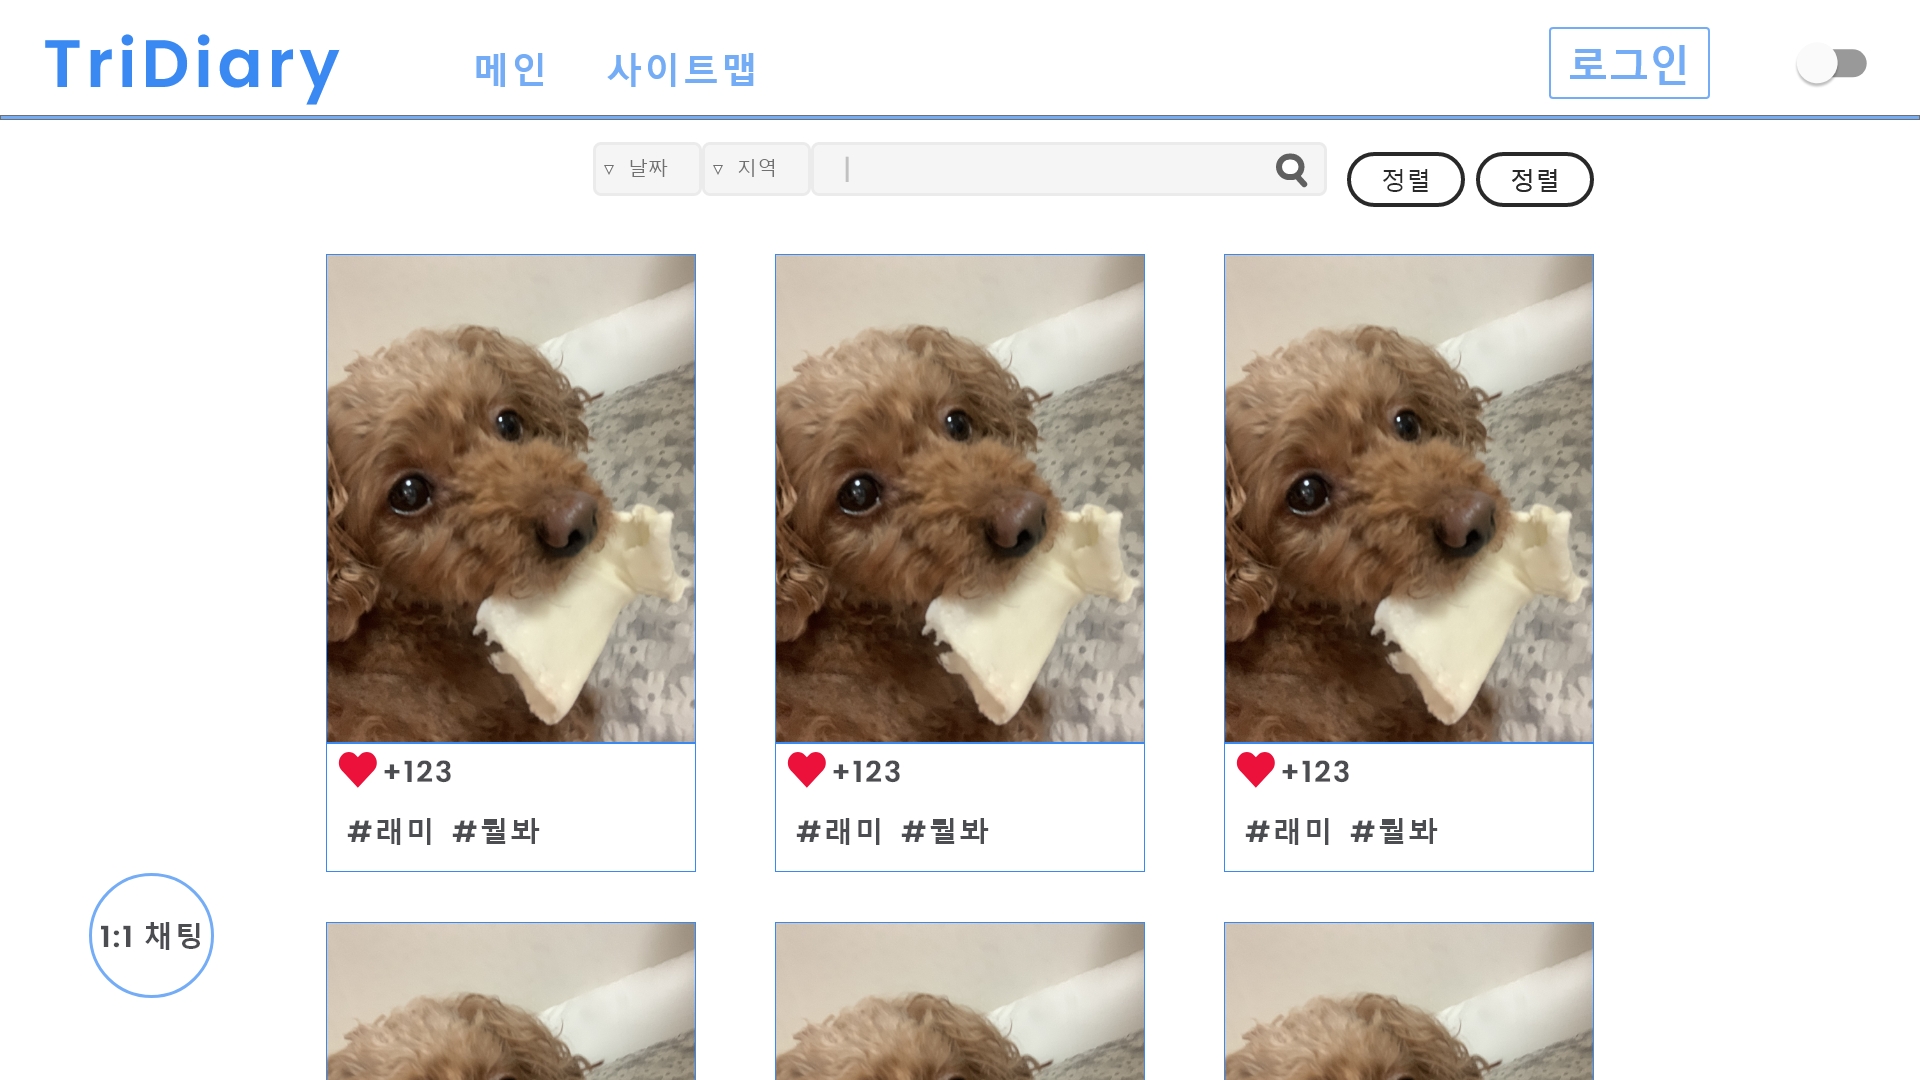 TriDiary 메인 사이트맵 로그인
▽ 날짜 ▽ 지역 정렬 정렬
+123 +123 +123
#래미 #뭘봐 #래미 #뭘봐 #래미 #뭘봐
1:1 채팅